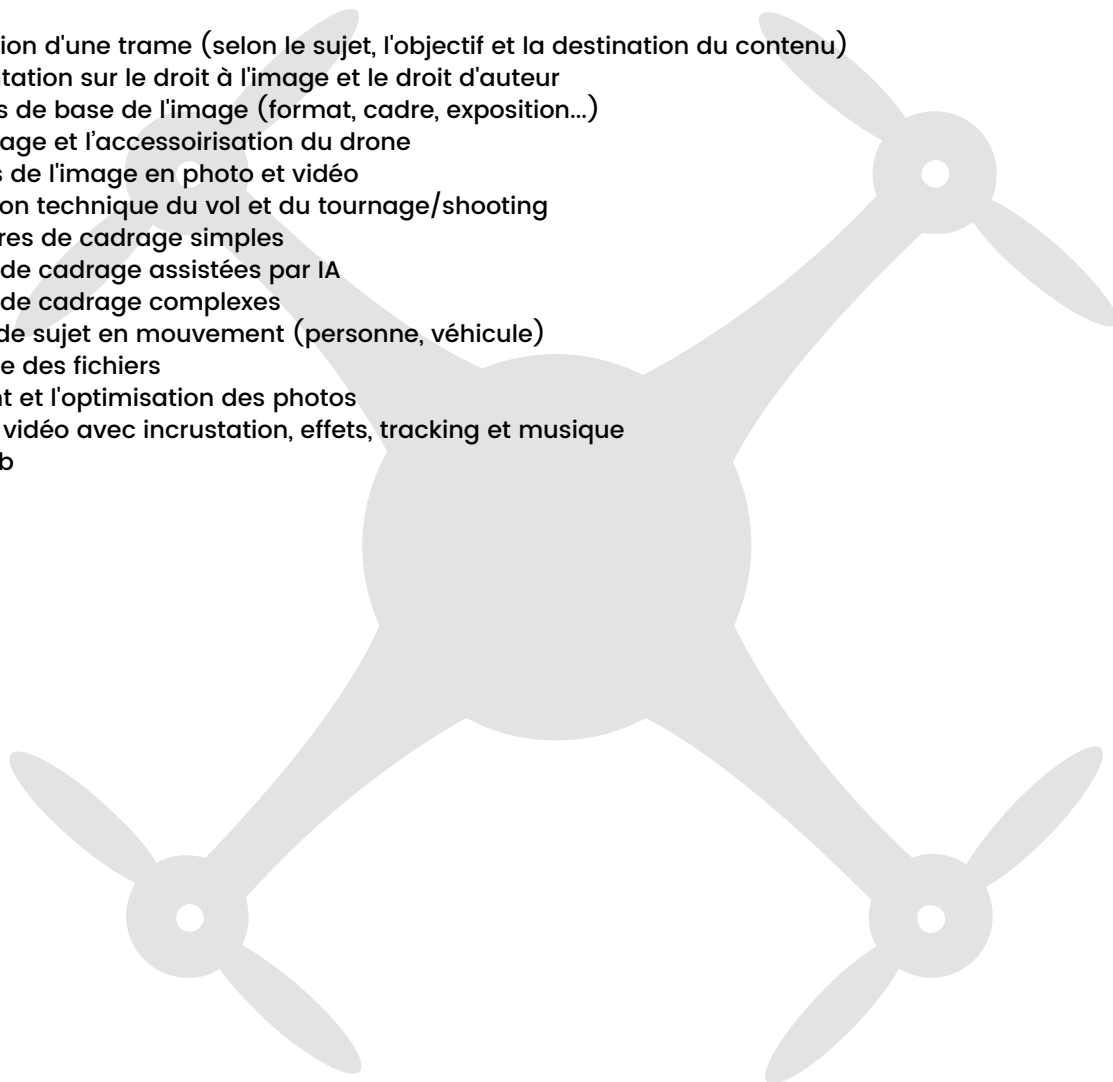 ion d'une trame (selon le sujet, l'objectif et la destination du contenu)
tation sur le droit à l'image et le droit d'auteur
s de base de l'image (format, cadre, exposition...)
age et l’accessoirisation du drone
s de l'image en photo et vidéo
on technique du vol et du tournage/shooting
res de cadrage simples
de cadrage assistées par IA
de cadrage complexes
de sujet en mouvement (personne, véhicule)
e des fichiers
nt et l'optimisation des photos
vidéo avec incrustation, effets, tracking et musique
b